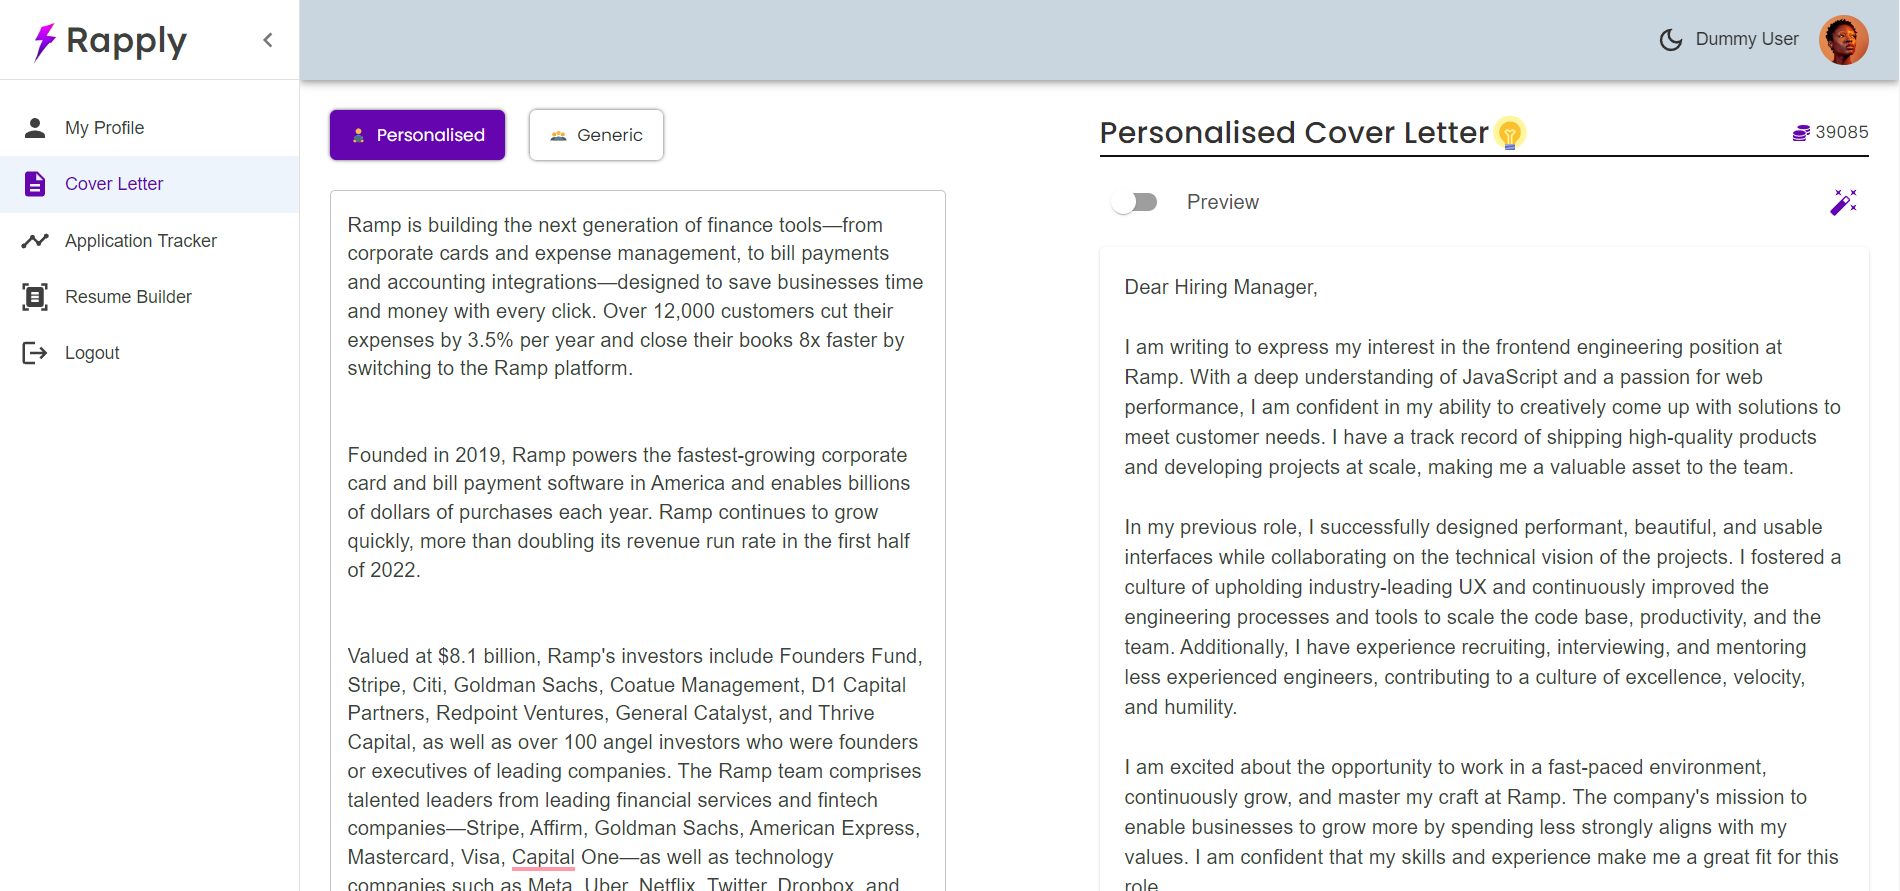 Rapply
Dummy User
My Profile
Cover Letter
Application Tracker
Resume Builder
Logout
Personalised
Generic
Ramp is building the next generation of finance tools—from
corporate cards and expense management, to bill payments
and accounting integrations—designed to save businesses time
and money with every click. Over 12,000 customers cut their
expenses by 3.5% per year and close their books 8x faster by
switching to the Ramp platform.
Founded in 2019, Ramp powers the fastest-growing corporate
card and bill payment software in America and enables billions
of dollars of purchases each year. Ramp continues to grow
quickly, more than doubling its revenue run rate in the first half
of 2022.
Valued at $8.1 billion, Ramp's investors include Founders Fund,
Stripe, Citi, Goldman Sachs, Coatue Management, D1 Capital
Partners, Redpoint Ventures, General Catalyst, and Thrive
Capital, as well as over 100 angel investors who were founders
or executives of leading companies. The Ramp team comprises
talented leaders from leading financial services and fintech
companies—Stripe, Affirm, Goldman Sachs, American Express,
Mastercard, Visa, Capital One—as well as technology
companies such as Meta, Uber, Netflix, Twitter, Dropbox, and
Personalised Cover Letter
39085
Preview
Dear Hiring Manager,
I am writing to express my interest in the frontend engineering position at
Ramp. With a deep understanding of JavaScript and a passion for web
performance, I am confident in my ability to creatively come up with solutions to
meet customer needs. I have a track record of shipping high-quality products
and developing projects at scale, making me a valuable asset to the team.
In my previous role, I successfully designed performant, beautiful, and usable
interfaces while collaborating on the technical vision of the projects. I fostered a
culture of upholding industry-leading UX and continuously improved the
engineering processes and tools to scale the code base, productivity, and the
team. Additionally, I have experience recruiting, interviewing, and mentoring
less experienced engineers, contributing to a culture of excellence, velocity,
and humility.
I am excited about the opportunity to work in a fast-paced environment,
continuously grow, and master my craft at Ramp. The company's mission to
enable businesses to grow more by spending less strongly aligns with my
values. I am confident that my skills and experience make me a great fit for this
role